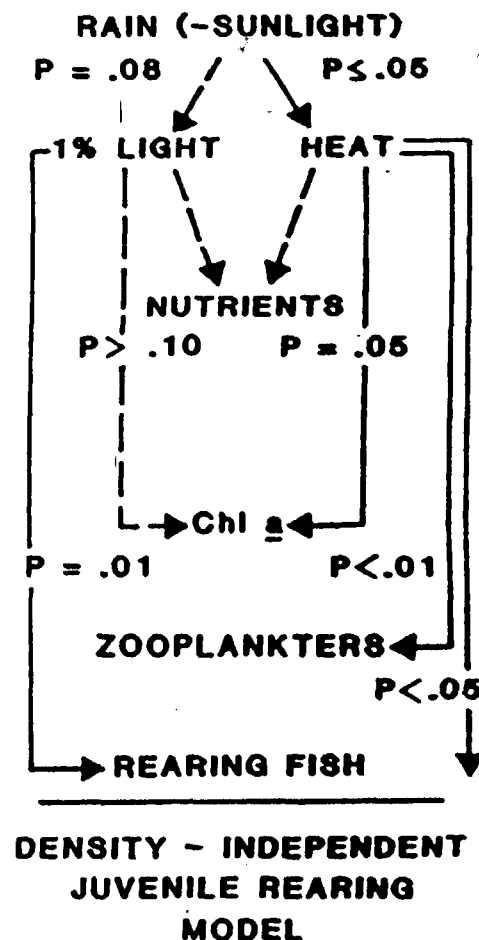 RAIN (-SUNLIGHT)
P = .08 P≤.05
1% LIGHT HEAT
NUTRIENTS
P> .10 P = .05
Chl a
P = .01 P<.01
ZOOPLANKTERS
P<.05
REARING FISH
DENSITY - INDEPENDENT
JUVENILE REARING
MODEL